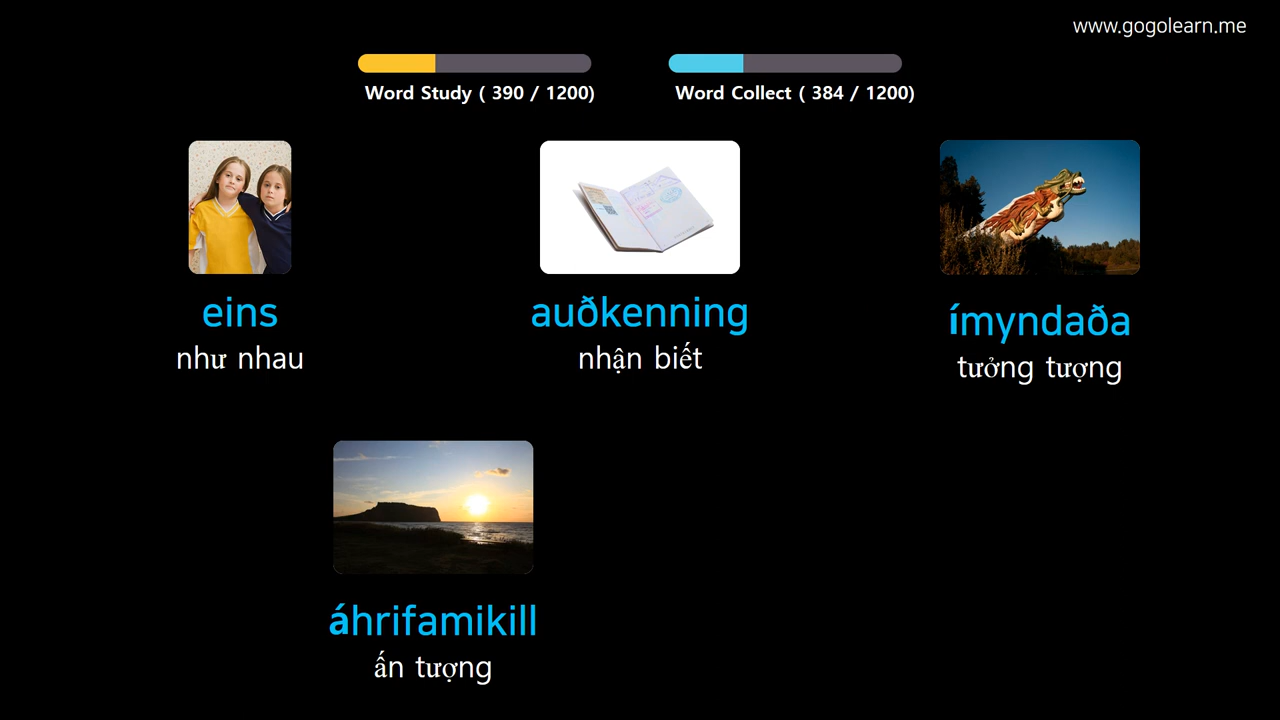 www.gogolearn.me
Word Study ( 390 / 1200)
Word Collect ( 384 / 1200)
eins
như nhau
auðkenning
nhận biết
ímyndaða
tưởng tượng
áhrifamikill
ấn tượng